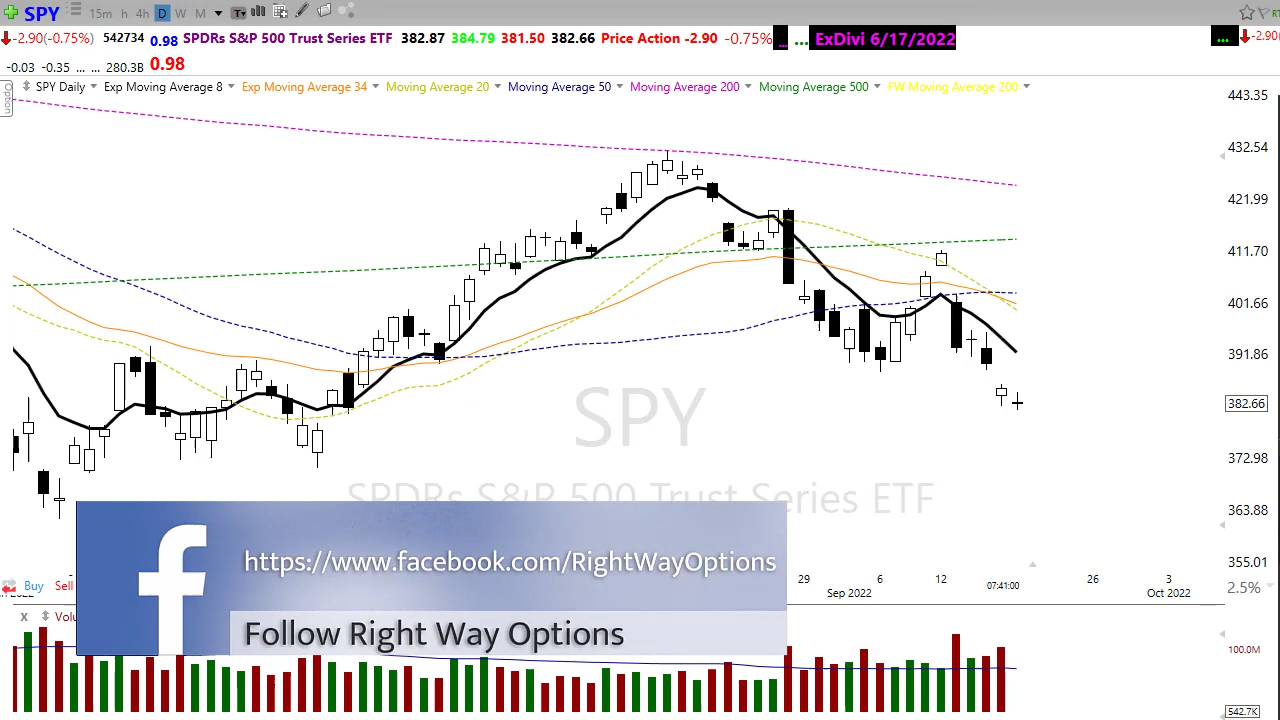 SPY 15m h 4h D W M T
-2.90(-0.75%) 542734 0.98 SPDRs S&P 500 Trust Series ETF 382.87 384.79 381.50 382.66 Price Action -2.90 -0.75% ... ... ExDivi 6/17/2022 ... -2.90(
-0.03 -0.35 ... ... 280.3B 0.98
Option
SPY Daily Exp Moving Average 8 Exp Moving Average 34 Moving Average 20 Moving Average 50 Moving Average 200 Moving Average 500 FW Moving Average 200
443.35
432.54
421.99
411.70
401.66
391.86
382.66
372.98
363.88
355.01
2.5%
SPY
SPDRs S&P 500 Trust Series ETF
https://www.facebook.com/RightWayOptions
Follow Right Way Options
Buy Sell
29 6 12 07:41:00 26 3
Sep 2022 Oct 2022
x Volu
100.0M
542.7K